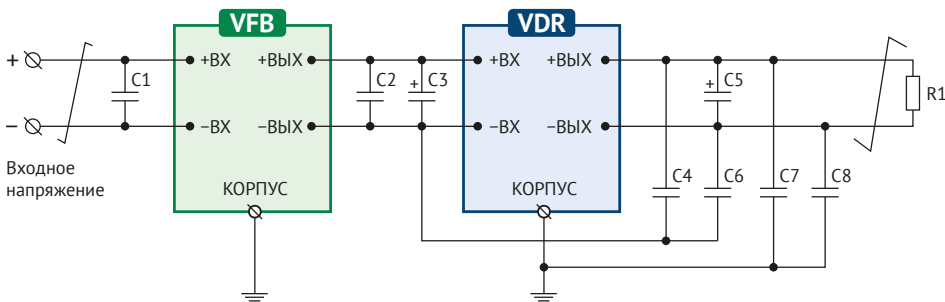 VFB
VDR
+
C1
+ВХ
+ВЫХ
C2
+
C3
+ВХ
+ВЫХ
+
C5
R1
−
−ВХ
−ВЫХ
−ВХ
−ВЫХ
Входное
напряжение
КОРПУС
КОРПУС
C4
C6
C7
C8